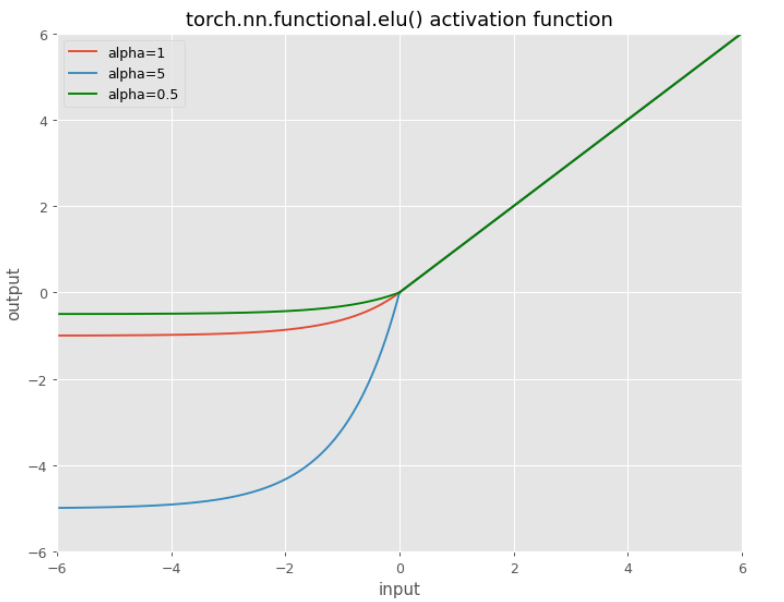 torch.nn.functional.elu() activation function
alpha=1
alpha=5
alpha=0.5
6
4
2
0
−2
−4
−6
output
−6 −4 −2 0 2 4 6
input